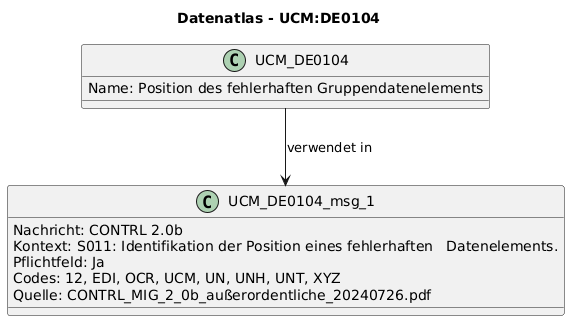 Datenatlas - UCM:DE0104
C UCM_DE0104
Name: Position des fehlerhaften Gruppendatenelements
verwendet in
C UCM_DE0104_msg_1
Nachricht: CONTRL 2.0b
Kontext: S011: Identifikation der Position eines fehlerhaften   Datenelements.
Pflichtfeld: Ja
Codes: 12, EDI, OCR, UCM, UN, UNH, UNT, XYZ
Quelle: CONTRL_MIG_2_0b_außerordentliche_20240726.pdf